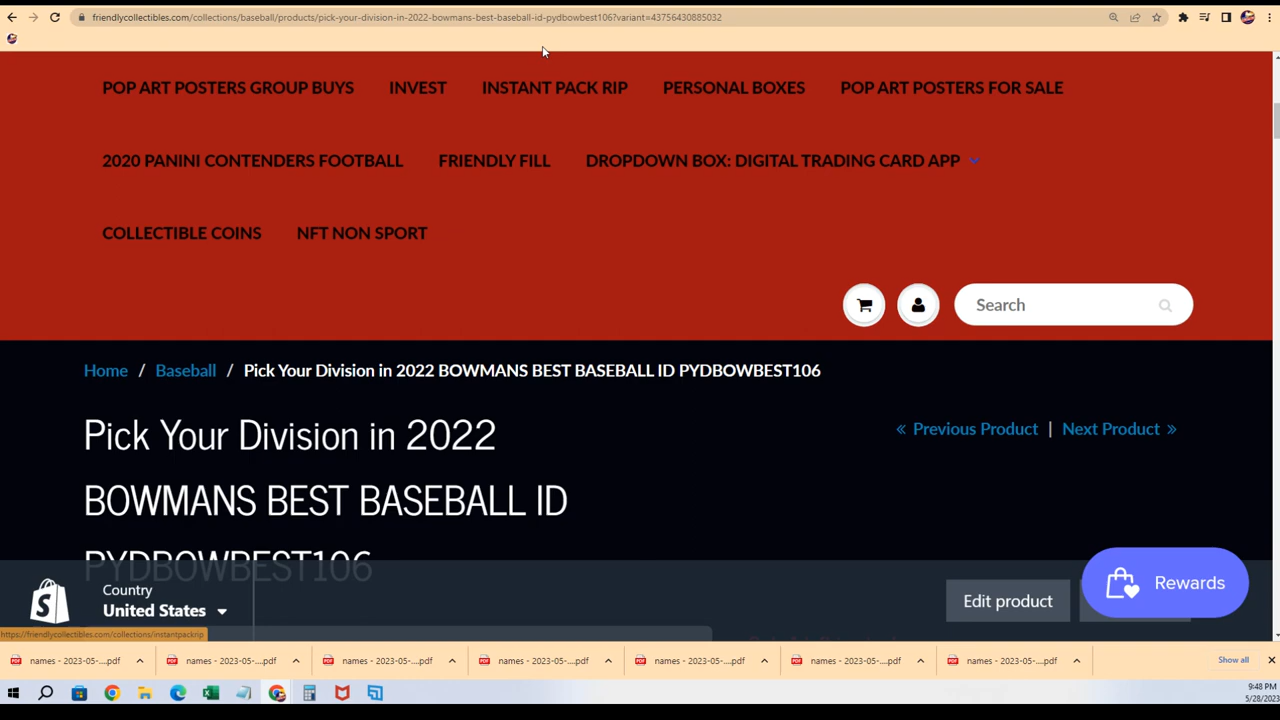 friendlycollectibles.com/collections/baseball/products/pick-your-division-in-2022-bowmans-best-baseball-id-pydbowbest106?variant=43756430885032
POP ART POSTERS GROUP BUYS INVEST INSTANT PACK RIP PERSONAL BOXES POP ART POSTERS FOR SALE
2020 PANINI CONTENDERS FOOTBALL FRIENDLY FILL DROPDOWN BOX: DIGITAL TRADING CARD APP
COLLECTIBLE COINS NFT NON SPORT
Search
Home / Baseball / Pick Your Division in 2022 BOWMANS BEST BASEBALL ID PYDBOWBEST106
Pick Your Division in 2022
« Previous Product | Next Product »
BOWMANS BEST BASEBALL ID
PYDBOWBEST106
Country
United States
Edit product
Rewards
https://friendlycollectibles.com/collections/instantpackrip
names - 2023-05-....pdf names - 2023-05-....pdf names - 2023-05-....pdf names - 2023-05-....pdf names - 2023-05-....pdf names - 2023-05-....pdf names - 2023-05-....pdf Show all
9:48 PM
5/28/2023